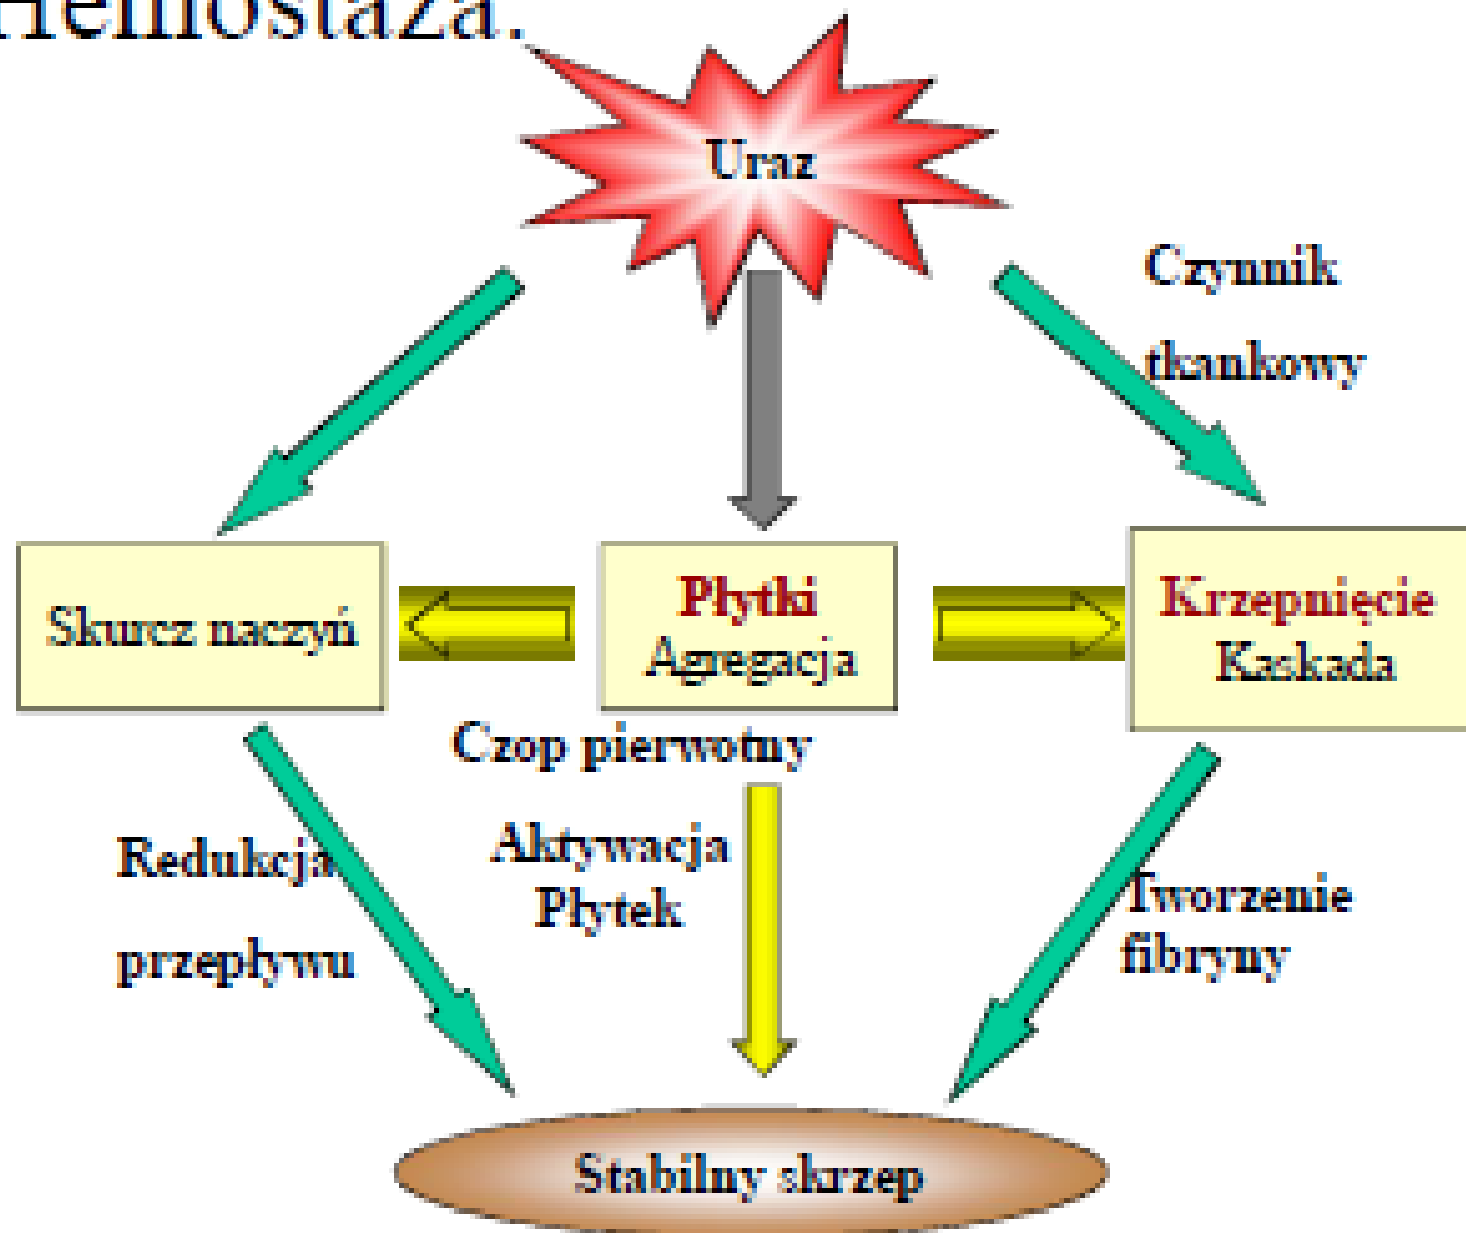 Hemostaza.
Uraz
Czynnik
tkankowy
Skurcz naczyń
Płytki
Agregacja
Krzepnięcie
Kaskada
Czop pierwotny
Redukcja
przepływu
Aktywacja
Płytek
Tworzenie
fibryny
Stabilny skrzep